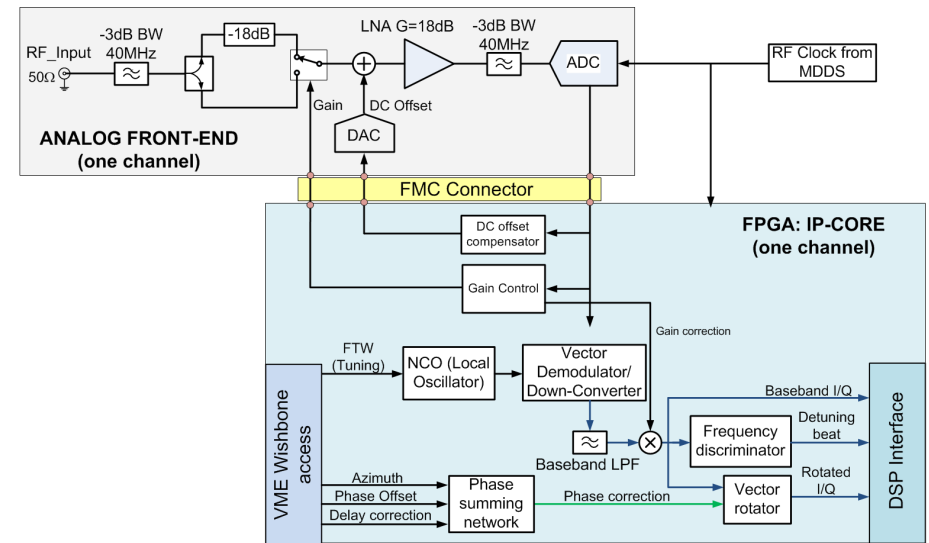 LNA G=18dB
-3dB BW
40MHz
-18dB
-3dB BW
40MHz
RF_Input
50Ω
ADC
RF Clock from
MDDS
Gain
DC Offset
DAC
ANALOG FRONT-END
(one channel)
FMC Connector
FPGA: IP-CORE
(one channel)
DC offset
compensator
Gain Control
Gain correction
FTW
(Tuning)
NCO (Local
Oscillator)
Vector
Demodulator/
Down-Converter
Baseband I/Q
Detuning
beat
Frequency
discriminator
Baseband LPF
VME Wishbone
access
DSP Interface
Azimuth
Phase Offset
Delay correction
Phase
summing
network
Phase correction
Vector
rotator
Rotated
I/Q